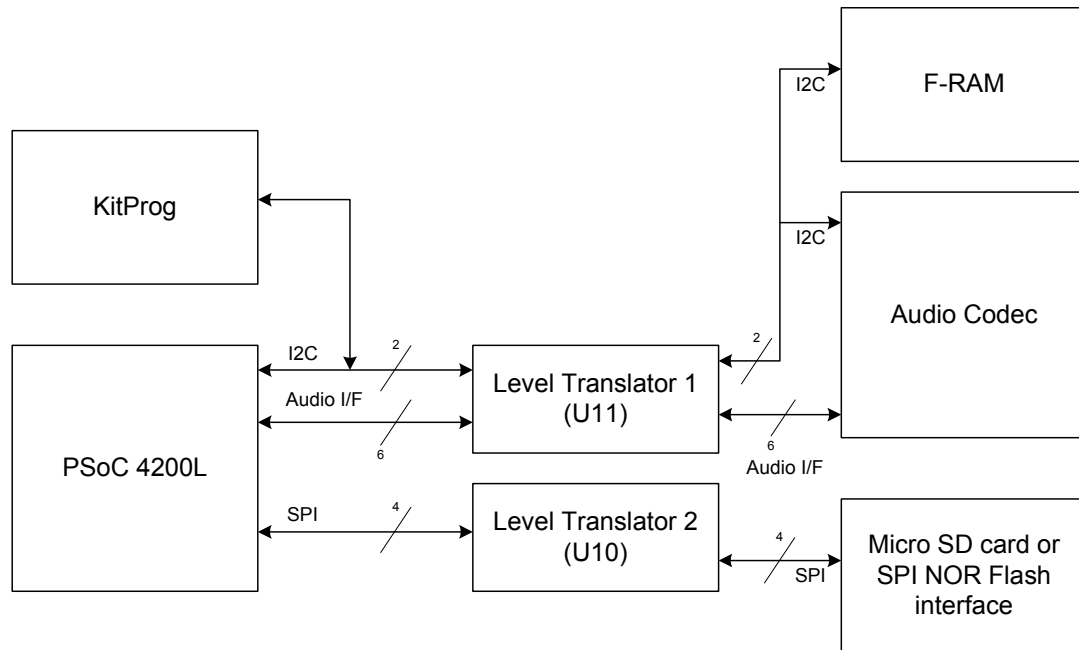 I2C
F-RAM
KitProg
I2C
Audio Codec
I2C
2
2
Level Translator 1
(U11)
Audio I/F
6
6
Audio I/F
PSoC 4200L
SPI
4
Level Translator 2
(U10)
4
SPI
Micro SD card or
SPI NOR Flash
interface